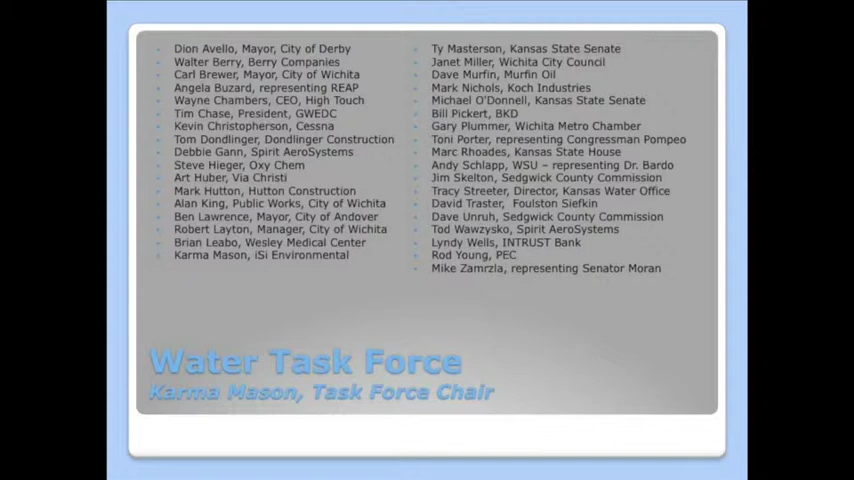 Dion Avello, Mayor, City of Derby
Walter Berry, Berry Companies
Carl Brewer, Mayor, City of Wichita
Angela Buzard, representing REAP
Wayne Chambers, CEO, High Touch
Tim Chase, President, GWEDC
Kevin Christopherson, Cessna
Tom Dondlinger, Dondlinger Construction
Debbie Gann, Spirit AeroSystems
Steve Hieger, Oxy Chem
Art Huber, Via Christi
Mark Hutton, Hutton Construction
Alan King, Public Works, City of Wichita
Ben Lawrence, Mayor, City of Andover
Robert Layton, Manager, City of Wichita
Brian Leabo, Wesley Medical Center
Karma Mason, iSi Environmental
Ty Masterson, Kansas State Senate
Janet Miller, Wichita City Council
Dave Murfin, Murfin Oil
Mark Nichols, Koch Industries
Michael O'Donnell, Kansas State Senate
Bill Pickert, BKD
Gary Plummer, Wichita Metro Chamber
Toni Porter, representing Congressman Pompeo
Marc Rhoades, Kansas State House
Andy Schlapp, WSU – representing Dr. Bardo
Jim Skelton, Sedgwick County Commission
Tracy Streeter, Director, Kansas Water Office
David Traster, Foulston Siefkin
Dave Unruh, Sedgwick County Commission
Tod Wawzysko, Spirit AeroSystems
Lyndy Wells, INTRUST Bank
Rod Young, PEC
Mike Zamrzla, representing Senator Moran
Water Task Force
Karma Mason, Task Force Chair